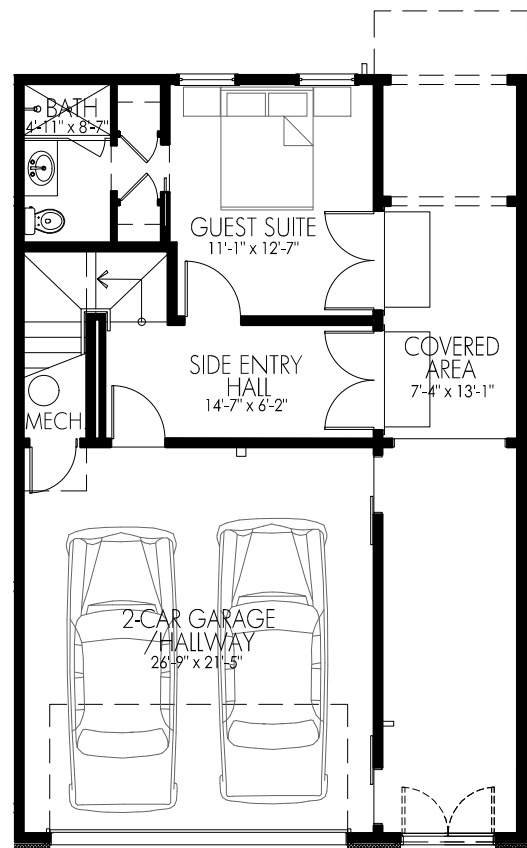 BATH
4'-11" x 8'-7"
GUEST SUITE
11'-1" x 12'-7"
SIDE ENTRY
HALL
14'-7" x 6'-2"
COVERED
AREA
7'-4" x 13'-1"
MECH.
2-CAR GARAGE
/HALLWAY
26'-9" x 21'-5"